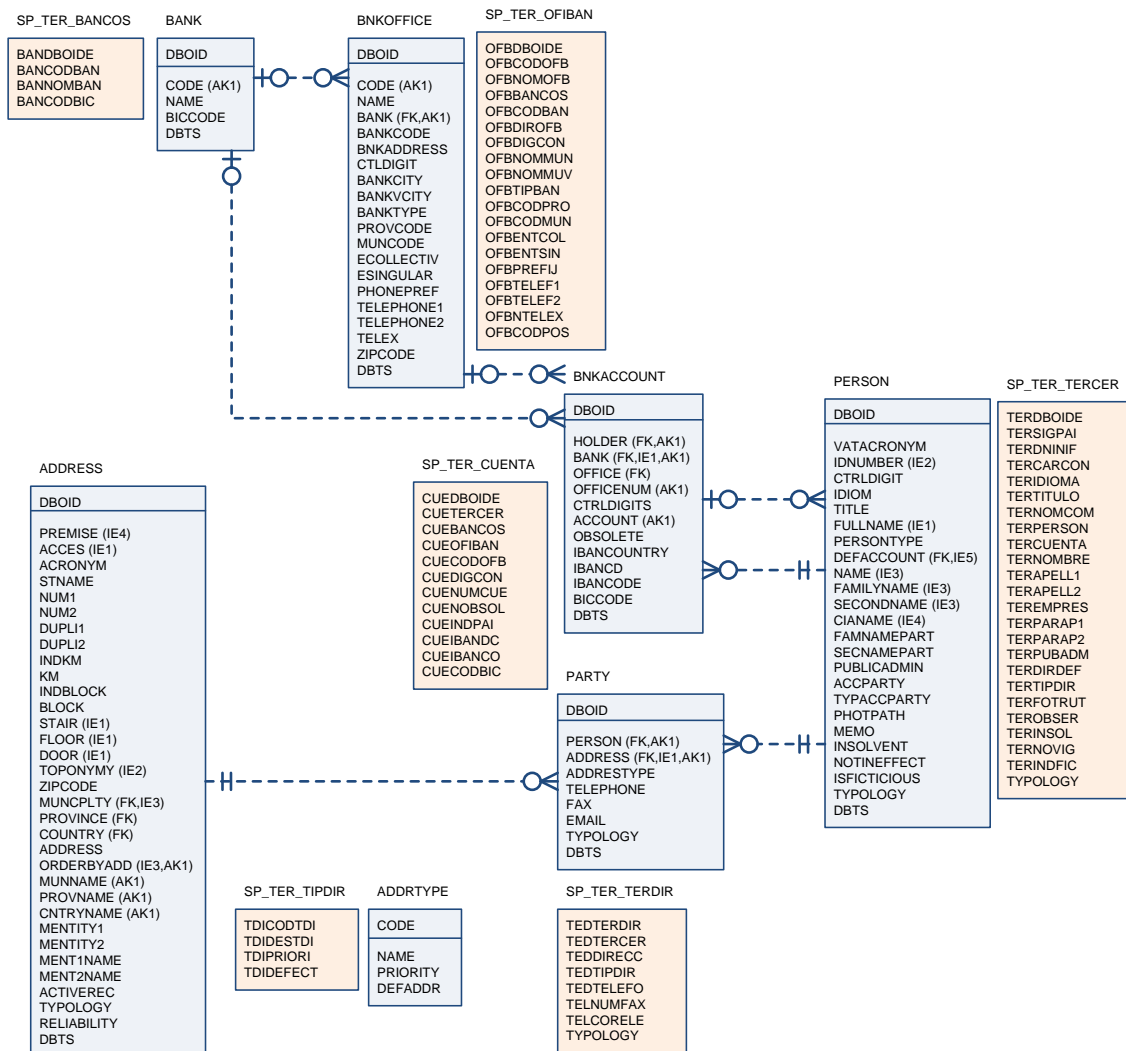 SP_TER_BANCOS
BANDBOIDE
BANCODBAN
BANNOMBAN
BANCODBIC
BANK
DBOID
CODE (AK1)
NAME
BICCODE
DBTS
BNKOFFICE
DBOID
CODE (AK1)
NAME
BANK (FK,AK1)
BANKCODE
BNKADDRESS
CTLDIGIT
BANKCITY
BANKVCITY
BANKTYPE
PROVCODE
MUNCODE
ECOLLECTIV
ESINGULAR
PHONEPREF
TELEPHONE1
TELEPHONE2
TELEX
ZIPCODE
DBTS
SP_TER_OFIBAN
OFBDBOIDE
OFBCODOFB
OFBNOMOFB
OFBBANCOS
OFBCODBAN
OFBDIROFB
OFBDIGCON
OFBNOMMUN
OFBNOMMUV
OFBTIPBAN
OFBCODPRO
OFBCODMUN
OFBENTCOL
OFBENTSIN
OFBPREFIJ
OFBTELEF1
OFBTELEF2
OFBNTELEX
OFBCODPOS
BNKACCOUNT
DBOID
HOLDER (FK,AK1)
BANK (FK,IE1,AK1)
OFFICE (FK)
OFFICENUM (AK1)
CTRLDIGITS
ACCOUNT (AK1)
OBSOLETE
IBANCOUNTRY
IBANCD
IBANCODE
BICCODE
DBTS
PERSON
DBOID
VATACRONYM
IDNUMBER (IE2)
CTRLDIGIT
IDIOM
TITLE
FULLNAME (IE1)
PERSONTYPE
DEFACCOUNT (FK,IE5)
NAME (IE3)
FAMILYNAME (IE3)
SECONDNAME (IE3)
CIANAME (IE4)
FAMNAMEPART
SECNAMEPART
PUBLICADMIN
ACCPARTY
TYPACCPARTY
PHOTPATH
MEMO
INSOLVENT
NOTINEFFECT
ISFICTICIOUS
TYPOLOGY
DBTS
SP_TER_TERCER
TERDBOIDE
TERSIGPAI
TERDNINIF
TERCARCON
TERIDIOMA
TERTITULO
TERNOMCOM
TERPERSON
TERCUENTA
TERNOMBRE
TERAPELL1
TERAPELL2
TEREMPRES
TERPARAP1
TERPARAP2
TERPUBADM
TERDIRDEF
TERTIPDIR
TERFOTRUT
TEROBSER
TERINSOL
TERNOVIG
TERINDFIC
TYPOLOGY
SP_TER_CUENTA
CUEDBOIDE
CUETERCER
CUEBANCOS
CUEOFIBAN
CUECODOFB
CUEDIGCON
CUENUMCUE
CUENOBSOL
CUEINDPAI
CUEIBANDC
CUEIBANCO
CUECODBIC
ADDRESS
DBOID
PREMISE (IE4)
ACCES (IE1)
ACRONYM
STNAME
NUM1
NUM2
DUPLI1
DUPLI2
INDKM
KM
INDBLOCK
BLOCK
STAIR (IE1)
FLOOR (IE1)
DOOR (IE1)
TOPONYMY (IE2)
ZIPCODE
MUNCPLTY (FK,IE3)
PROVINCE (FK)
COUNTRY (FK)
ADDRESS
ORDERBYADD (IE3,AK1)
MUNNAME (AK1)
PROVNAME (AK1)
CNTRYNAME (AK1)
MENTITY1
MENTITY2
MENT1NAME
MENT2NAME
ACTIVEREC
TYPOLOGY
RELIABILITY
DBTS
PARTY
DBOID
PERSON (FK,AK1)
ADDRESS (FK,IE1,AK1)
ADDRESTYPE
TELEPHONE
FAX
EMAIL
TYPOLOGY
DBTS
SP_TER_TIPDIR
TDICODTDI
TDIDESTDI
TDIPRIORI
TDIDEFECT
ADDRTYPE
CODE
NAME
PRIORITY
DEFADDR
SP_TER_TERDIR
TEDTERDIR
TEDTERCER
TEDDIRECC
TEDTIPDIR
TEDTELEFO
TELNUMFAX
TELCORELE
TYPOLOGY